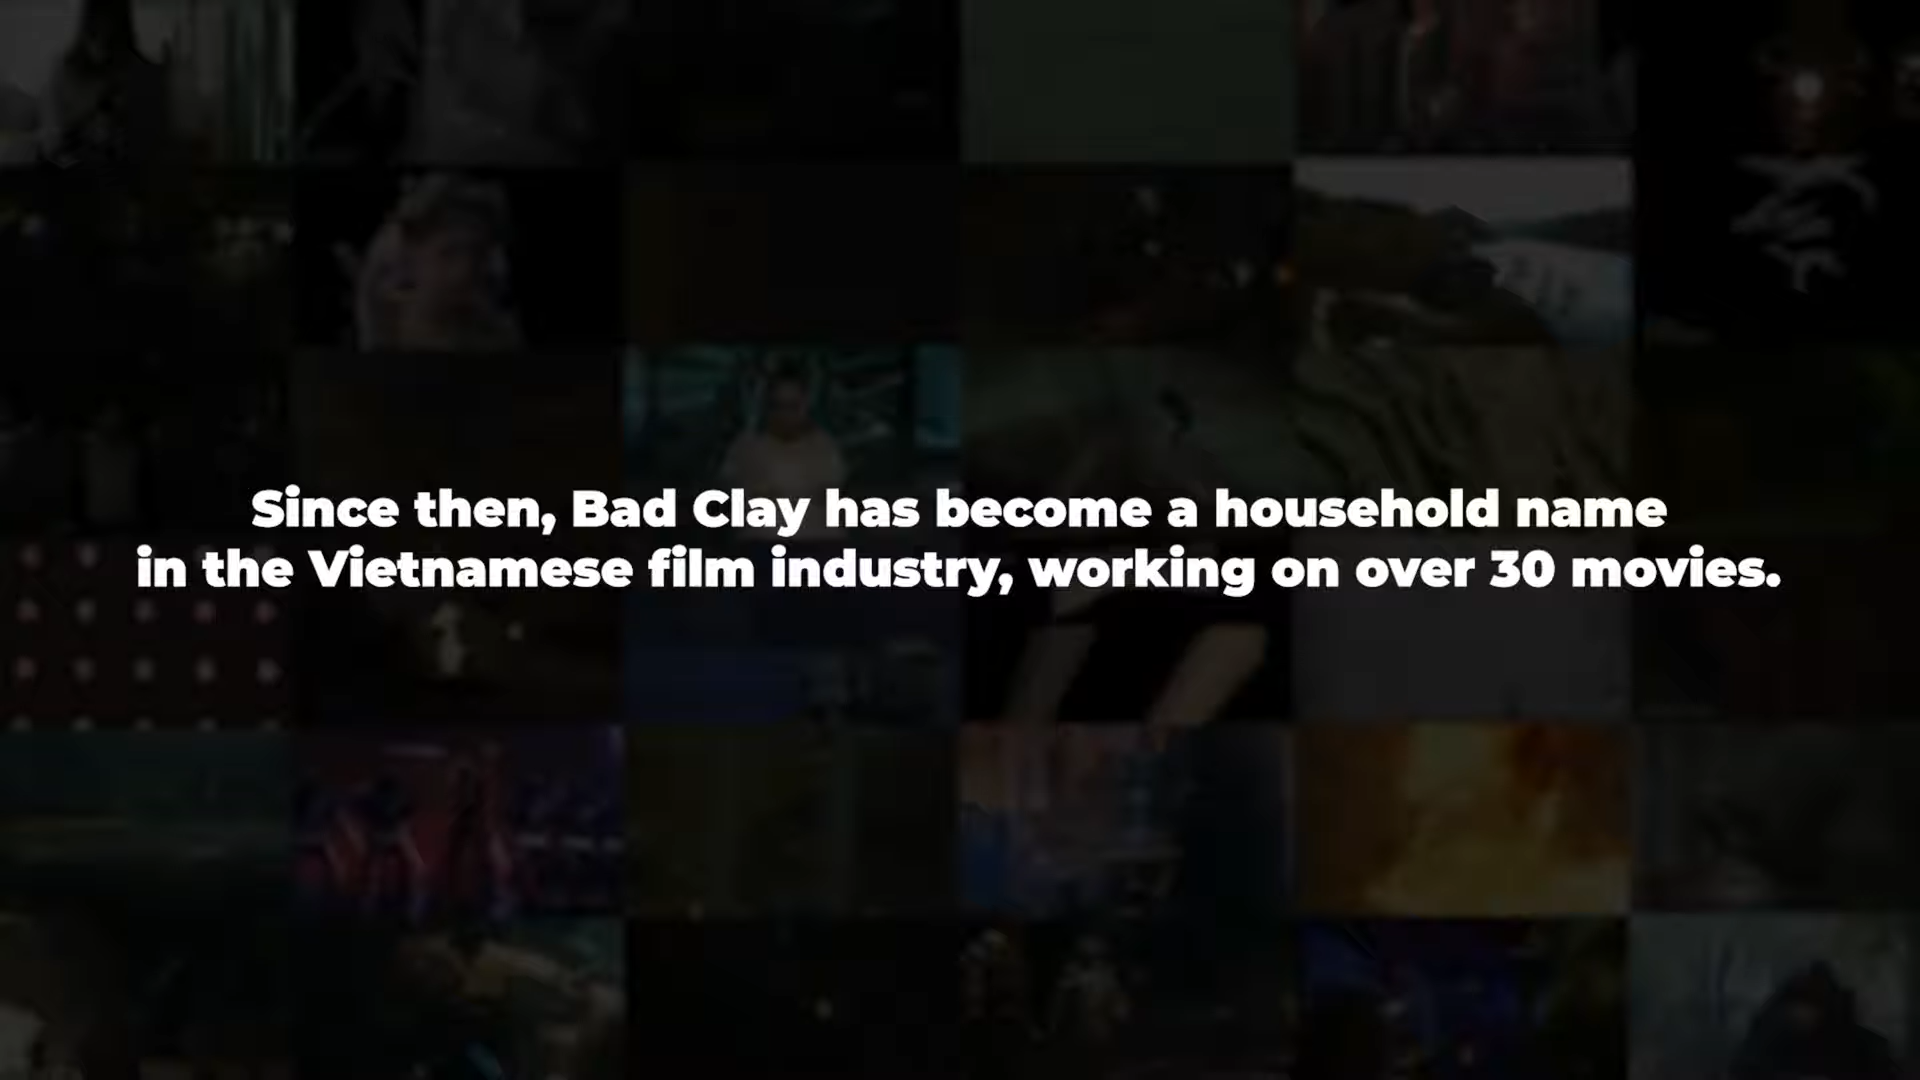 Since then, Bad Clay has become a household name
in the Vietnamese film industry, working on over 30 movies.